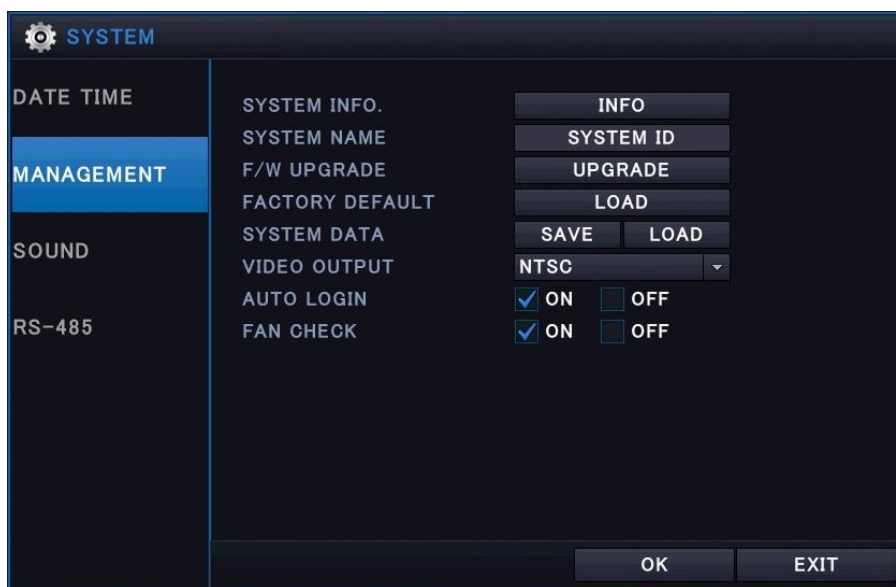 SYSTEM
DATE TIME
MANAGEMENT
SOUND
RS-485
SYSTEM INFO. INFO
SYSTEM NAME SYSTEM ID
F/W UPGRADE UPGRADE
FACTORY DEFAULT LOAD
SYSTEM DATA SAVE LOAD
VIDEO OUTPUT NTSC
AUTO LOGIN ON OFF
FAN CHECK ON OFF
OK EXIT